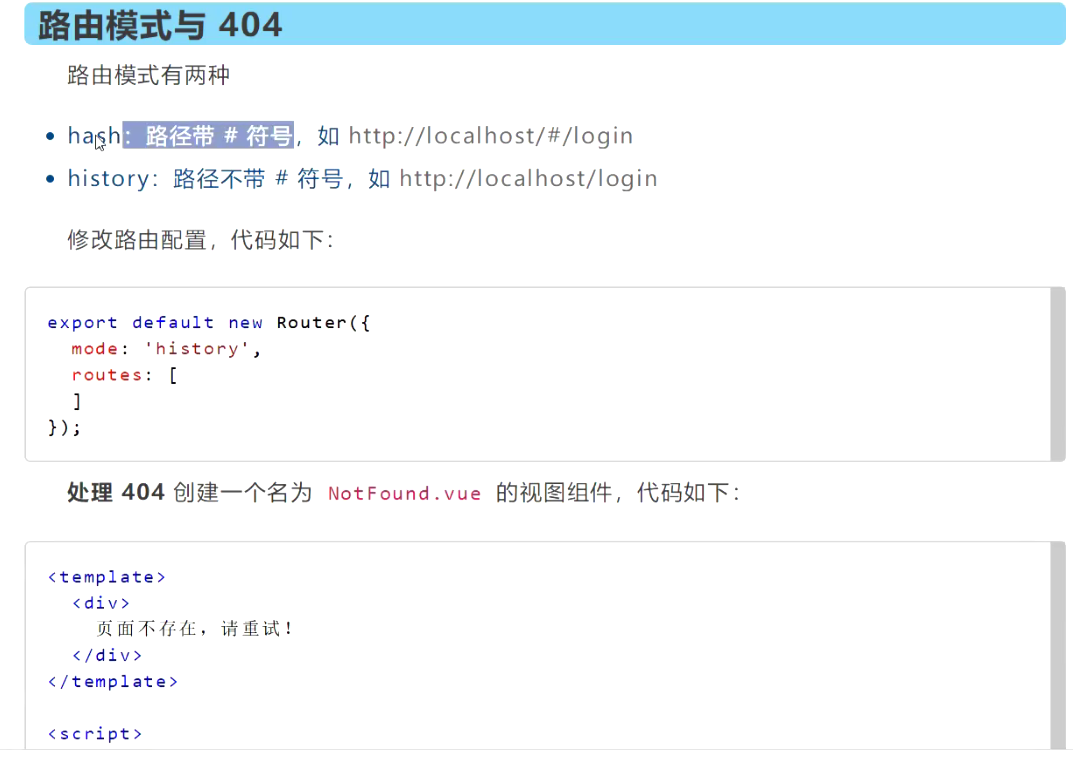 路由模式与 404
路由模式有两种
hash：路径带 # 符号，如 http://localhost/#/login
history：路径不带 # 符号，如 http://localhost/login
修改路由配置，代码如下：
export default new Router({
  mode: 'history',
  routes: [
  ]
});
处理 404 创建一个名为 NotFound.vue 的视图组件，代码如下：
<template>
  <div>
    页面不存在，请重试！
  </div>
</template>
<script>